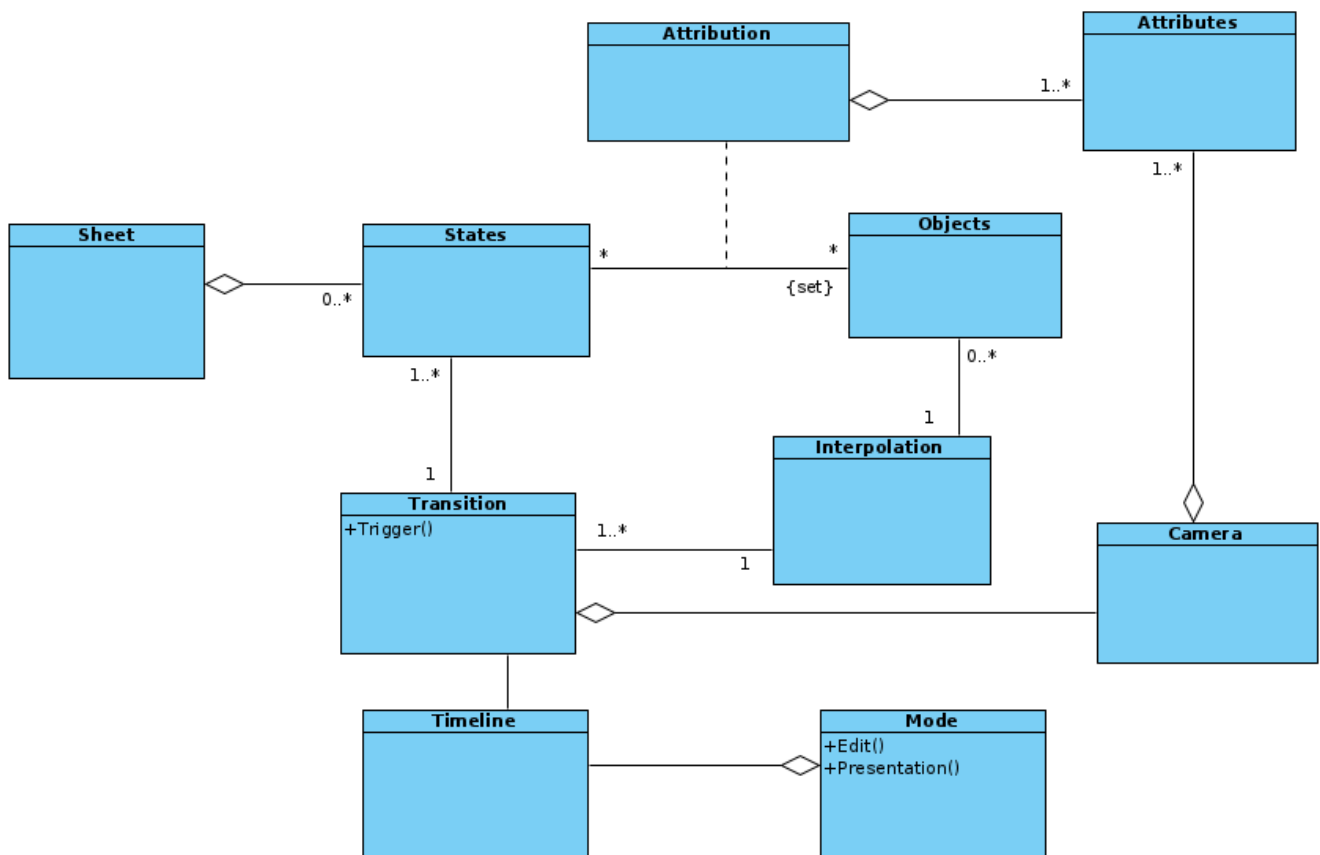 Attribution
Attributes
1..*
1..*
Sheet
States
Objects
*
*
{set}
0..*
1..*
0..*
1
1
Interpolation
Transition
+Trigger()
1..*
1
Camera
Timeline
Mode
+Edit()
+Presentation()